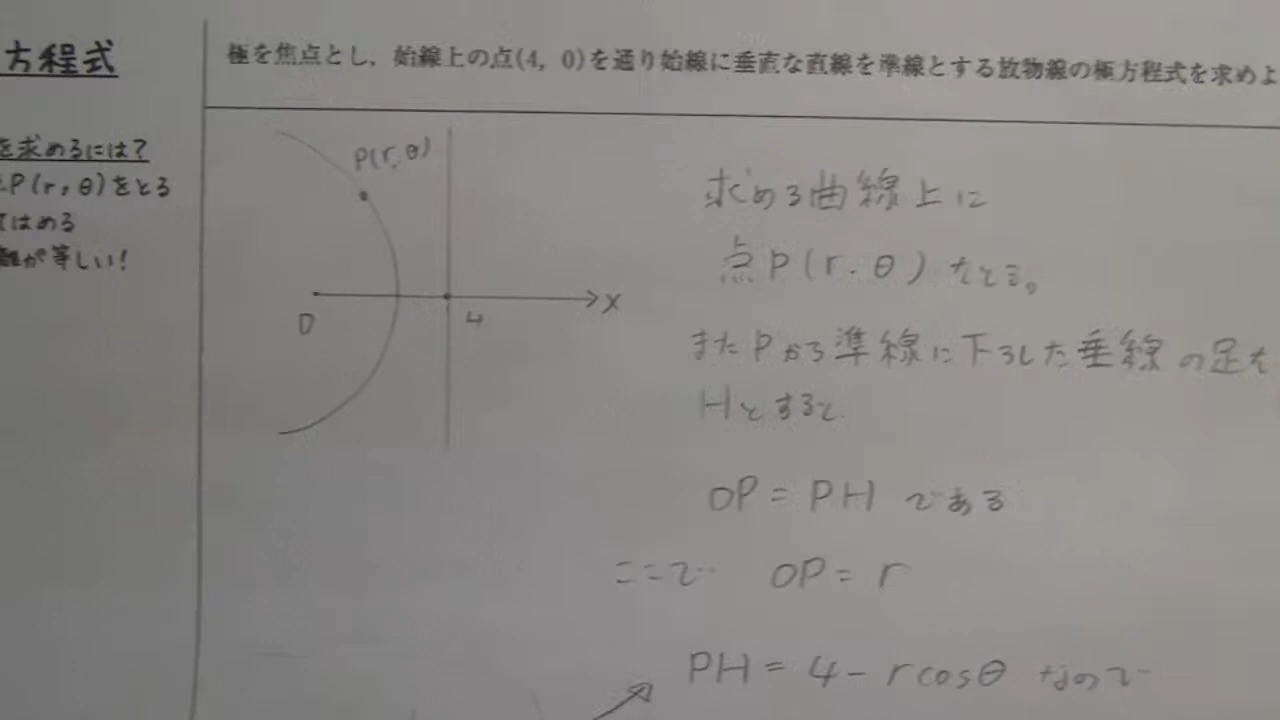 方程式
極を焦点とし，始線上の点(4, 0)を通り始線に垂直な直線を準線とする放物線の極方程式を求めよ
を求めるには？
P(r, θ)をとる
てはめる
離が等しい！
P(r, θ)
O
4
X
求める曲線上に
点P(r, θ)をとる。
またPから準線に下ろした垂線の足を
Hとすると
OP = PH である
ここで OP = r
PH = 4 - r cosθ なので